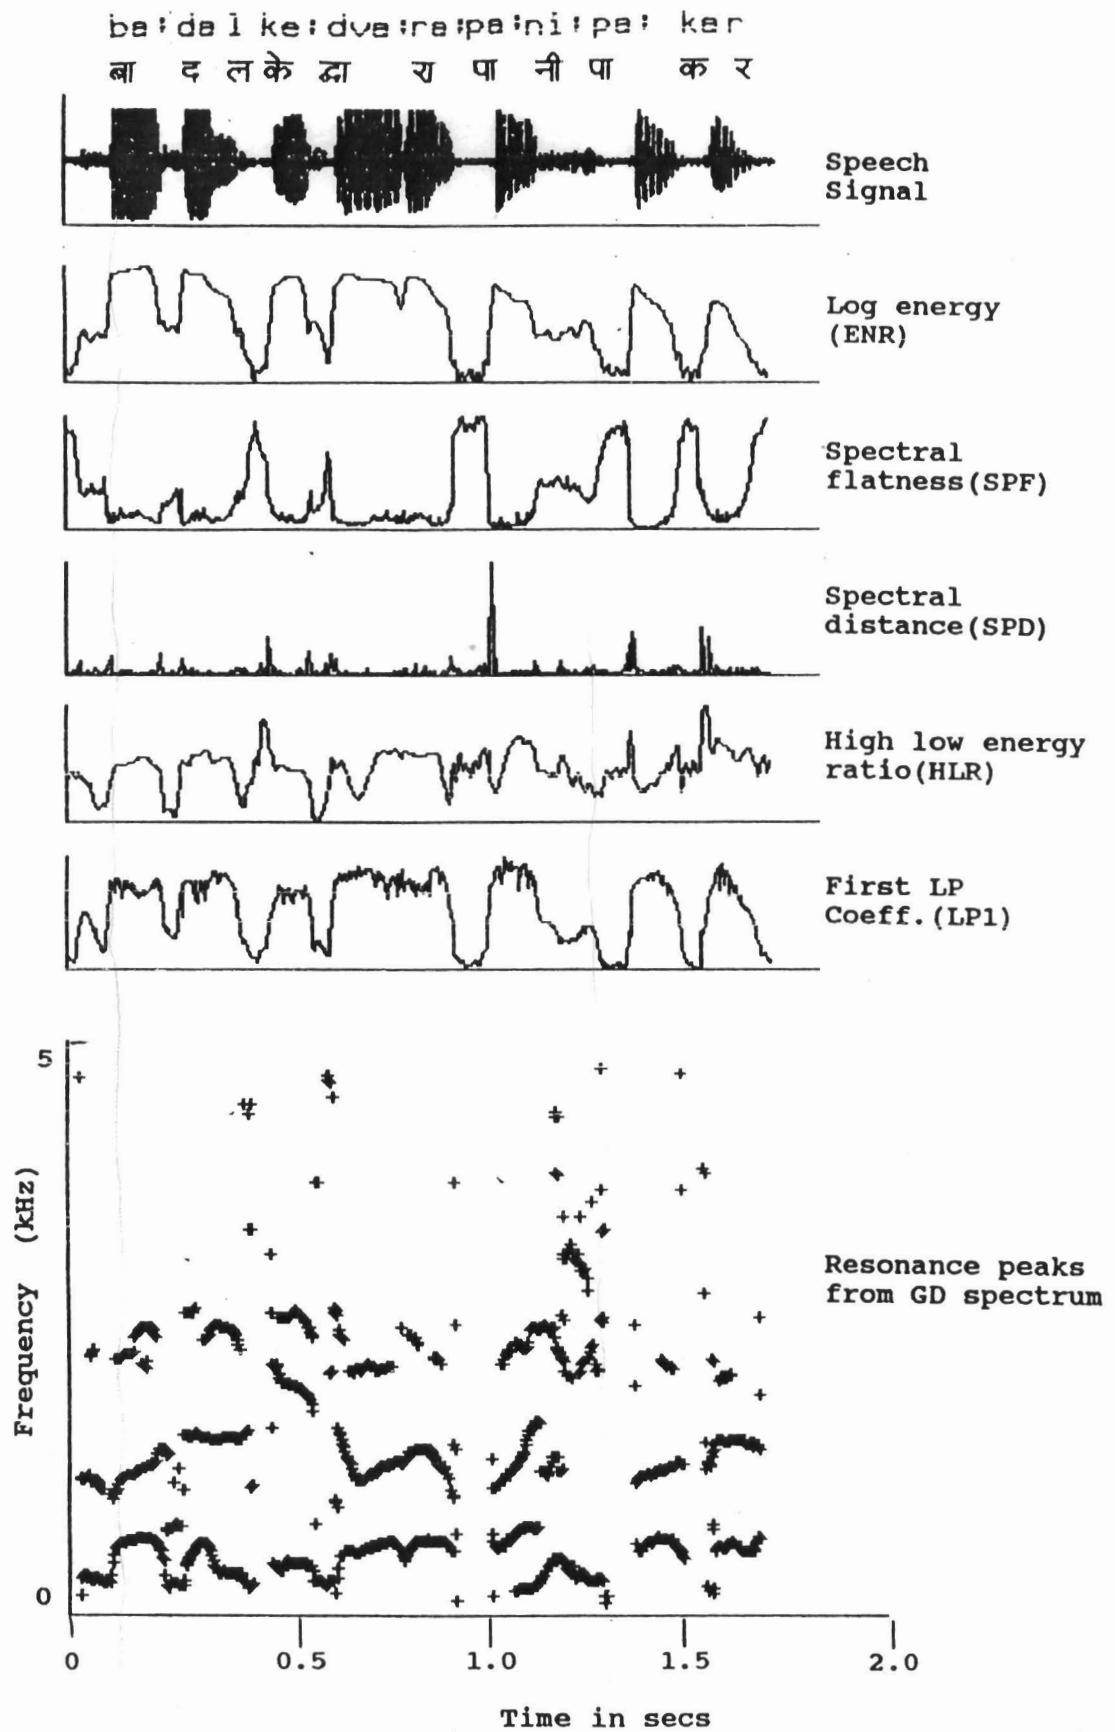 ba:dal ke:dva:ra:pa:ni:pa: kar
बा द ल के द्वा रा पा नी पा क र
Speech
Signal
Log energy
(ENR)
Spectral
flatness(SPF)
Spectral
distance(SPD)
High low energy
ratio(HLR)
First LP
Coeff.(LP1)
5
Frequency (kHz)
Resonance peaks
from GD spectrum
0
0 0.5 1.0 1.5 2.0
Time in secs